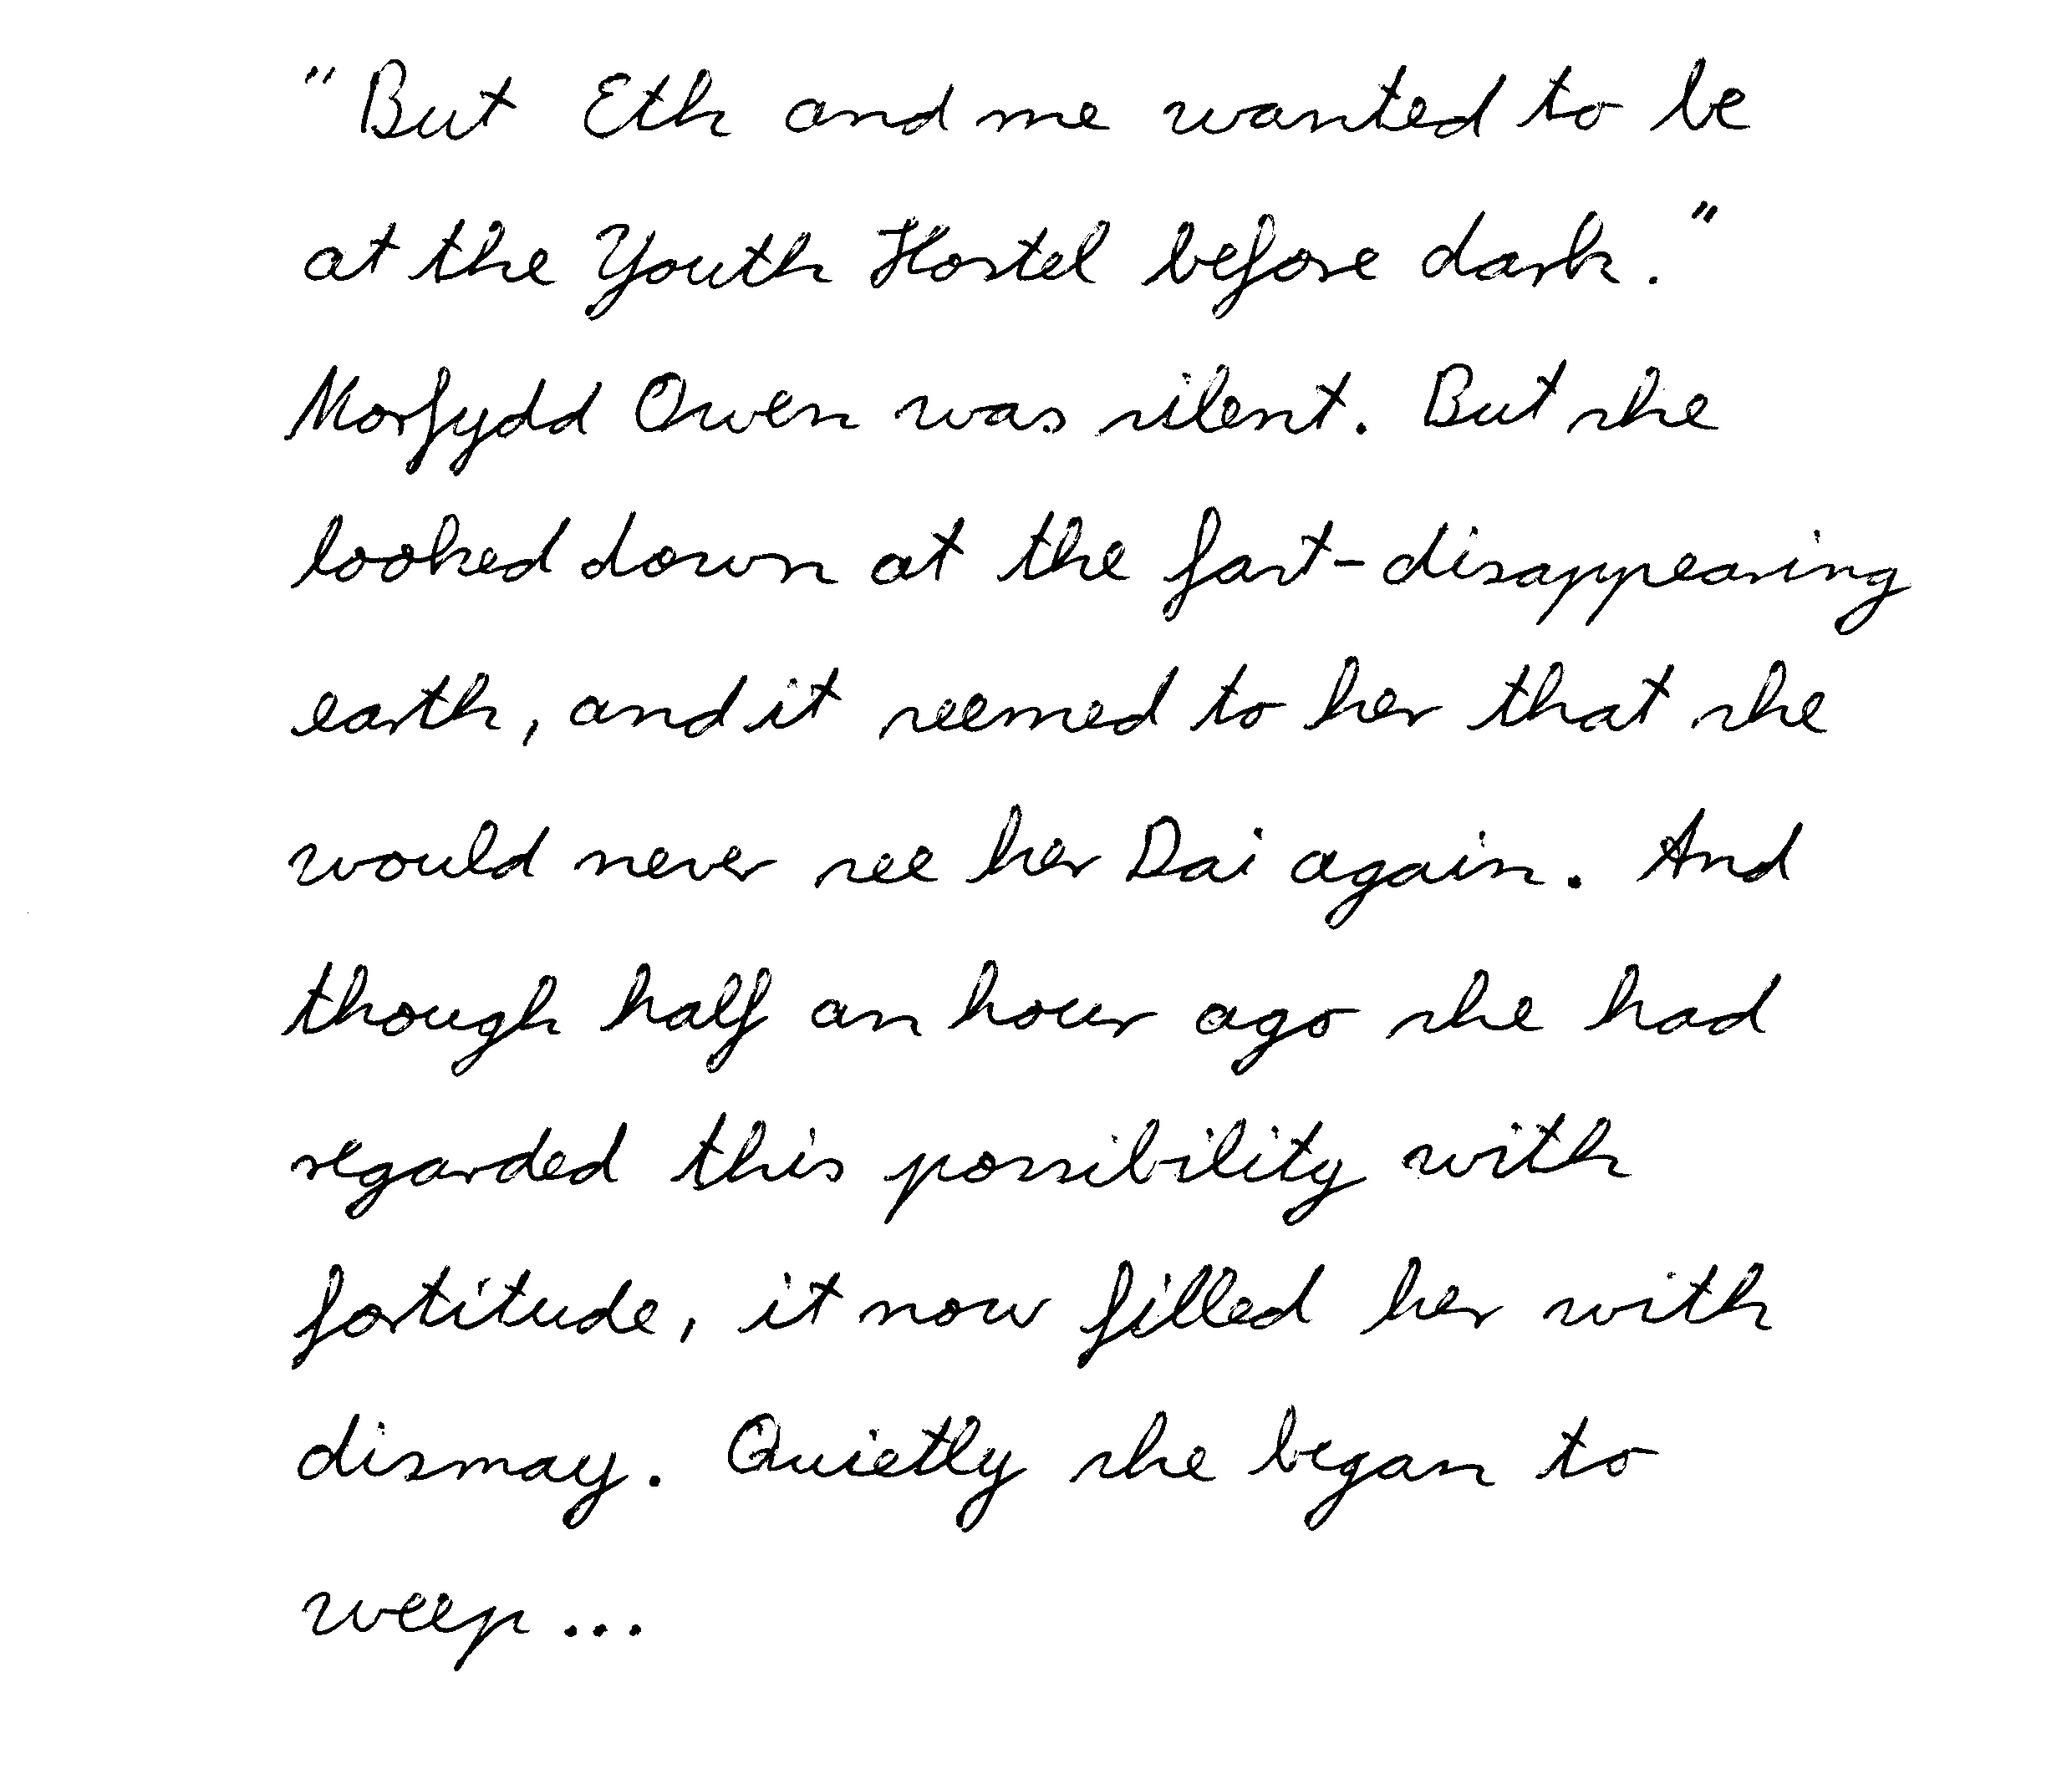 "But Eth and me wanted to be
at the Youth Hostel before dark."
Morfydd Owen was silent. But she
looked down at the fast-disappearing
earth, and it seemed to her that she
would never see her Dai again. And
though half an hour ago she had
regarded this possibility with
fortitude, it now filled her with
dismay. Quietly she began to
weep...